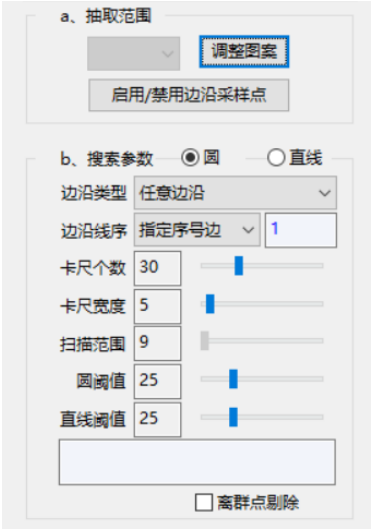 a、抽取范围
调整图案
启用/禁用边沿采样点
b、搜索参数 圆 直线
边沿类型 任意边沿
边沿线序 指定序号边 1
卡尺个数 30
卡尺宽度 5
扫描范围 9
圆阈值 25
直线阈值 25
离群点剔除